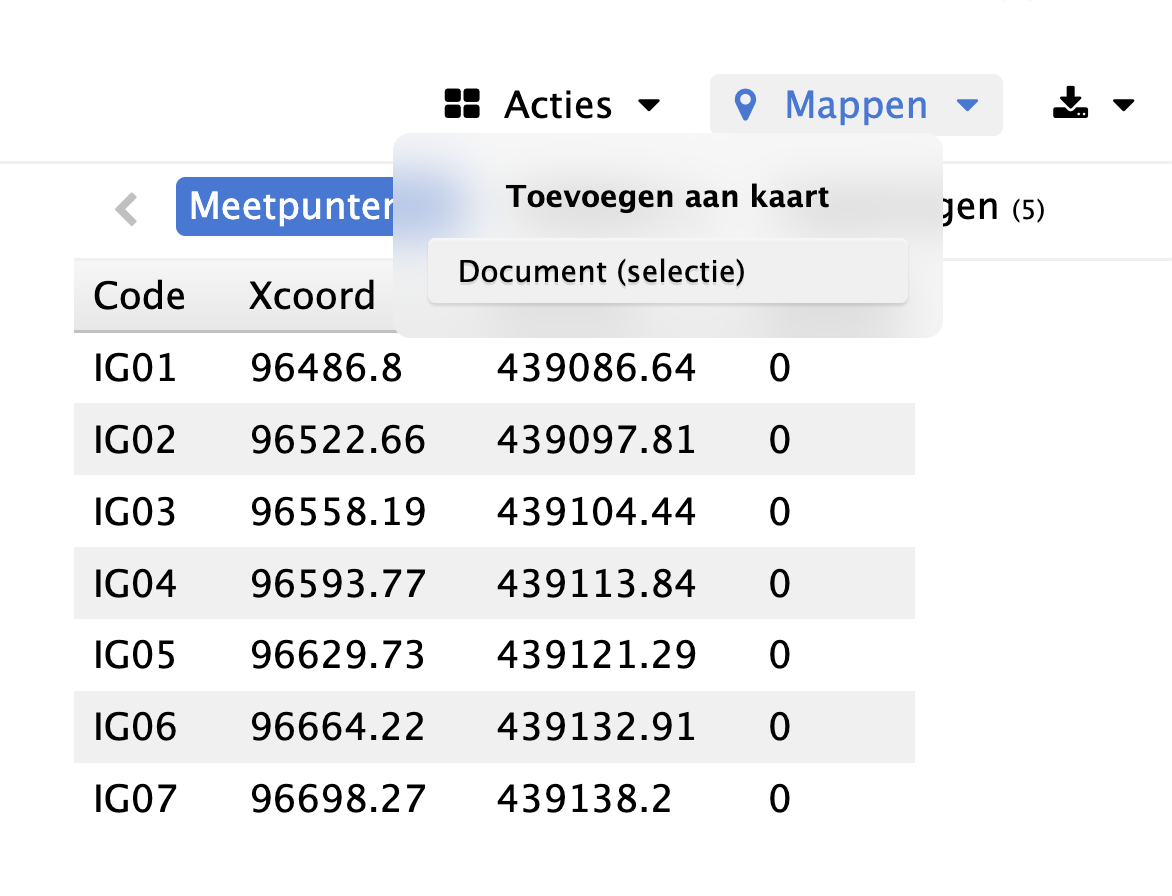 Acties Mappen
Toevoegen aan kaart
Document (selectie)
Meetpunten (5)
Code Xcoord
IG01 96486.8 439086.64 0
IG02 96522.66 439097.81 0
IG03 96558.19 439104.44 0
IG04 96593.77 439113.84 0
IG05 96629.73 439121.29 0
IG06 96664.22 439132.91 0
IG07 96698.27 439138.2 0